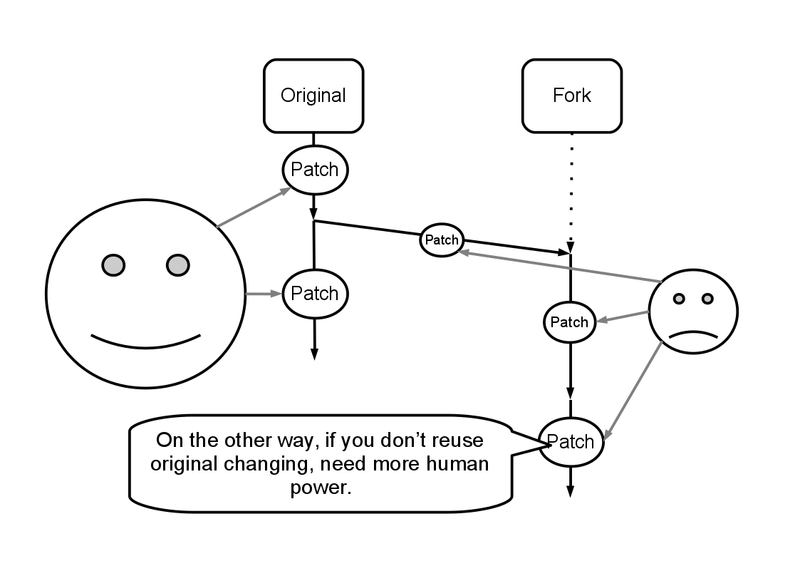 Original
Fork
Patch
Patch
Patch
Patch
Patch
On the other way, if you don’t reuse
original changing, need more human
power.